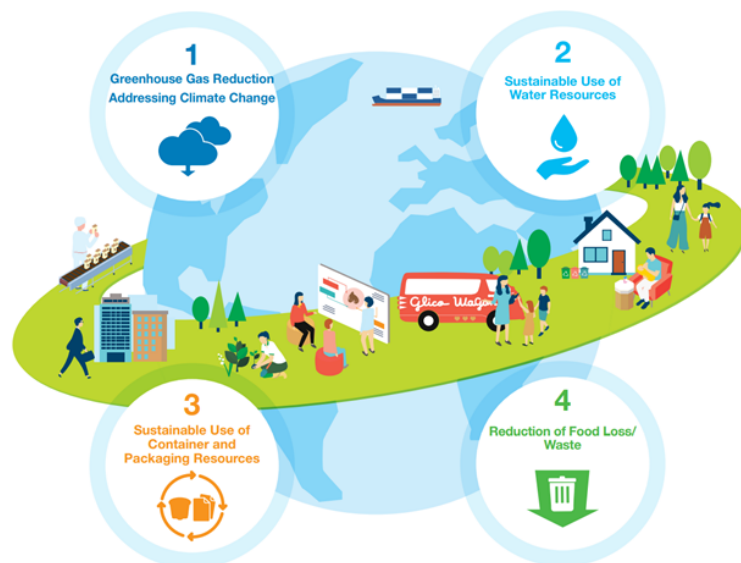 1
Greenhouse Gas Reduction
Addressing Climate Change
2
Sustainable Use of
Water Resources
Glico Wagon
3
Sustainable Use of
Container and
Packaging Resources
4
Reduction of Food Loss/
Waste